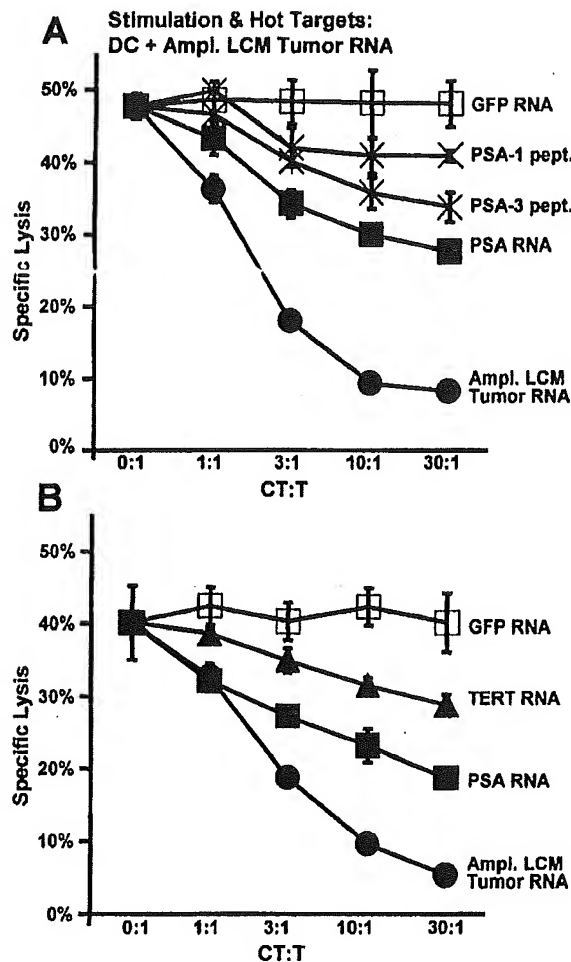 A
Stimulation & Hot Targets:
DC + Ampl. LCM Tumor RNA
50%
40%
30%
20%
10%
0%
Specific Lysis
GFP RNA
PSA-1 pept.
PSA-3 pept.
PSA RNA
Ampl. LCM
Tumor RNA
0:1 1:1 3:1 10:1 30:1
CT:T
B
50%
40%
30%
20%
10%
0%
Specific Lysis
GFP RNA
TERT RNA
PSA RNA
Ampl. LCM
Tumor RNA
0:1 1:1 3:1 10:1 30:1
CT:T